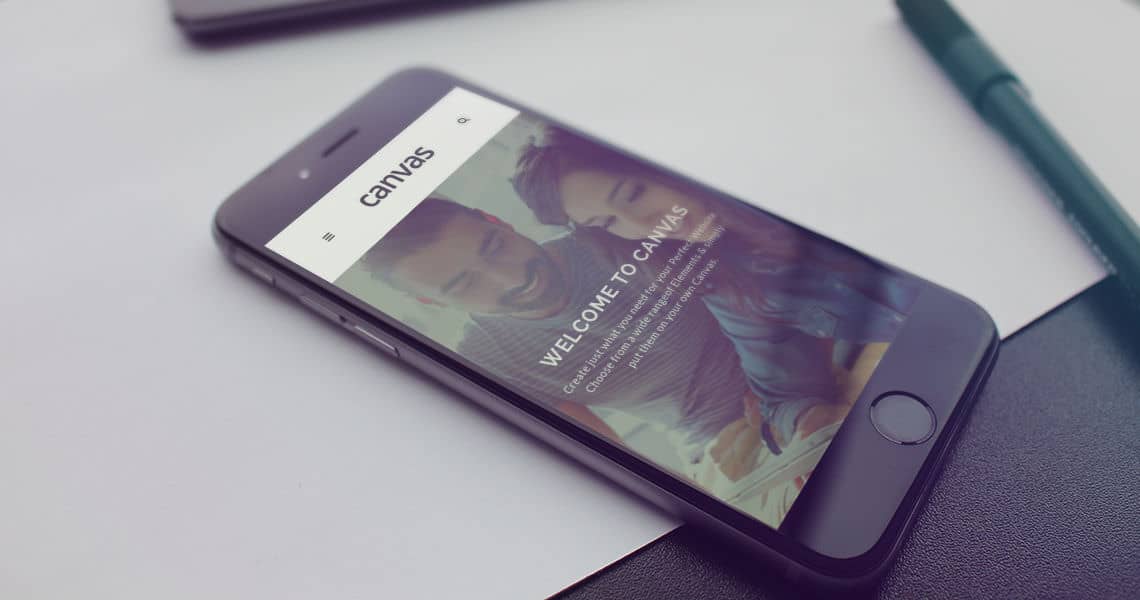 canvas
WELCOME TO CANVAS
Create just what you need for your Perfect Website
Choose from a wide range of Elements & simply
put them on your own Canvas.